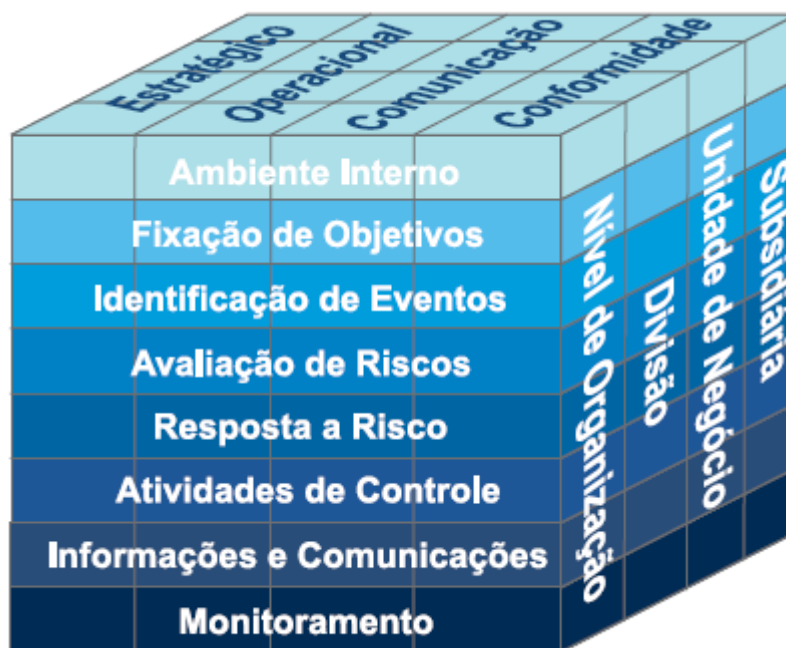 Estratégico
Operacional
Comunicação
Conformidade
Ambiente Interno
Fixação de Objetivos
Identificação de Eventos
Avaliação de Riscos
Resposta a Risco
Atividades de Controle
Informações e Comunicações
Monitoramento
Nível de Organização
Divisão
Unidade de Negócio
Subsidiária